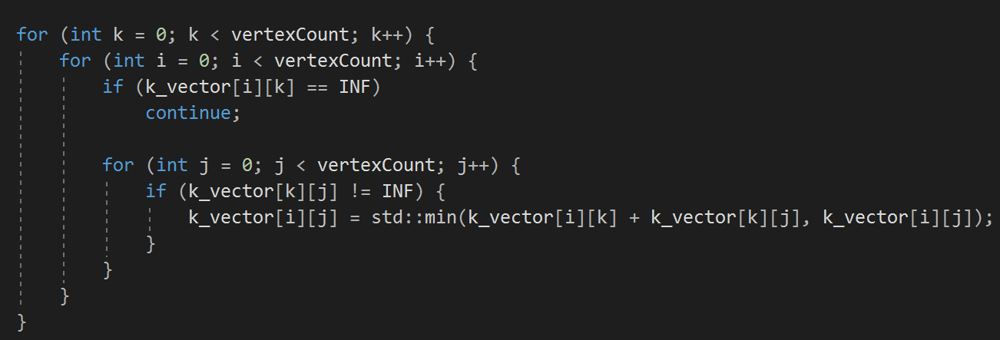 for (int k = 0; k < vertexCount; k++) {
    for (int i = 0; i < vertexCount; i++) {
        if (k_vector[i][k] == INF)
            continue;

        for (int j = 0; j < vertexCount; j++) {
            if (k_vector[k][j] != INF) {
                k_vector[i][j] = std::min(k_vector[i][k] + k_vector[k][j], k_vector[i][j]);
            }
        }
    }
}